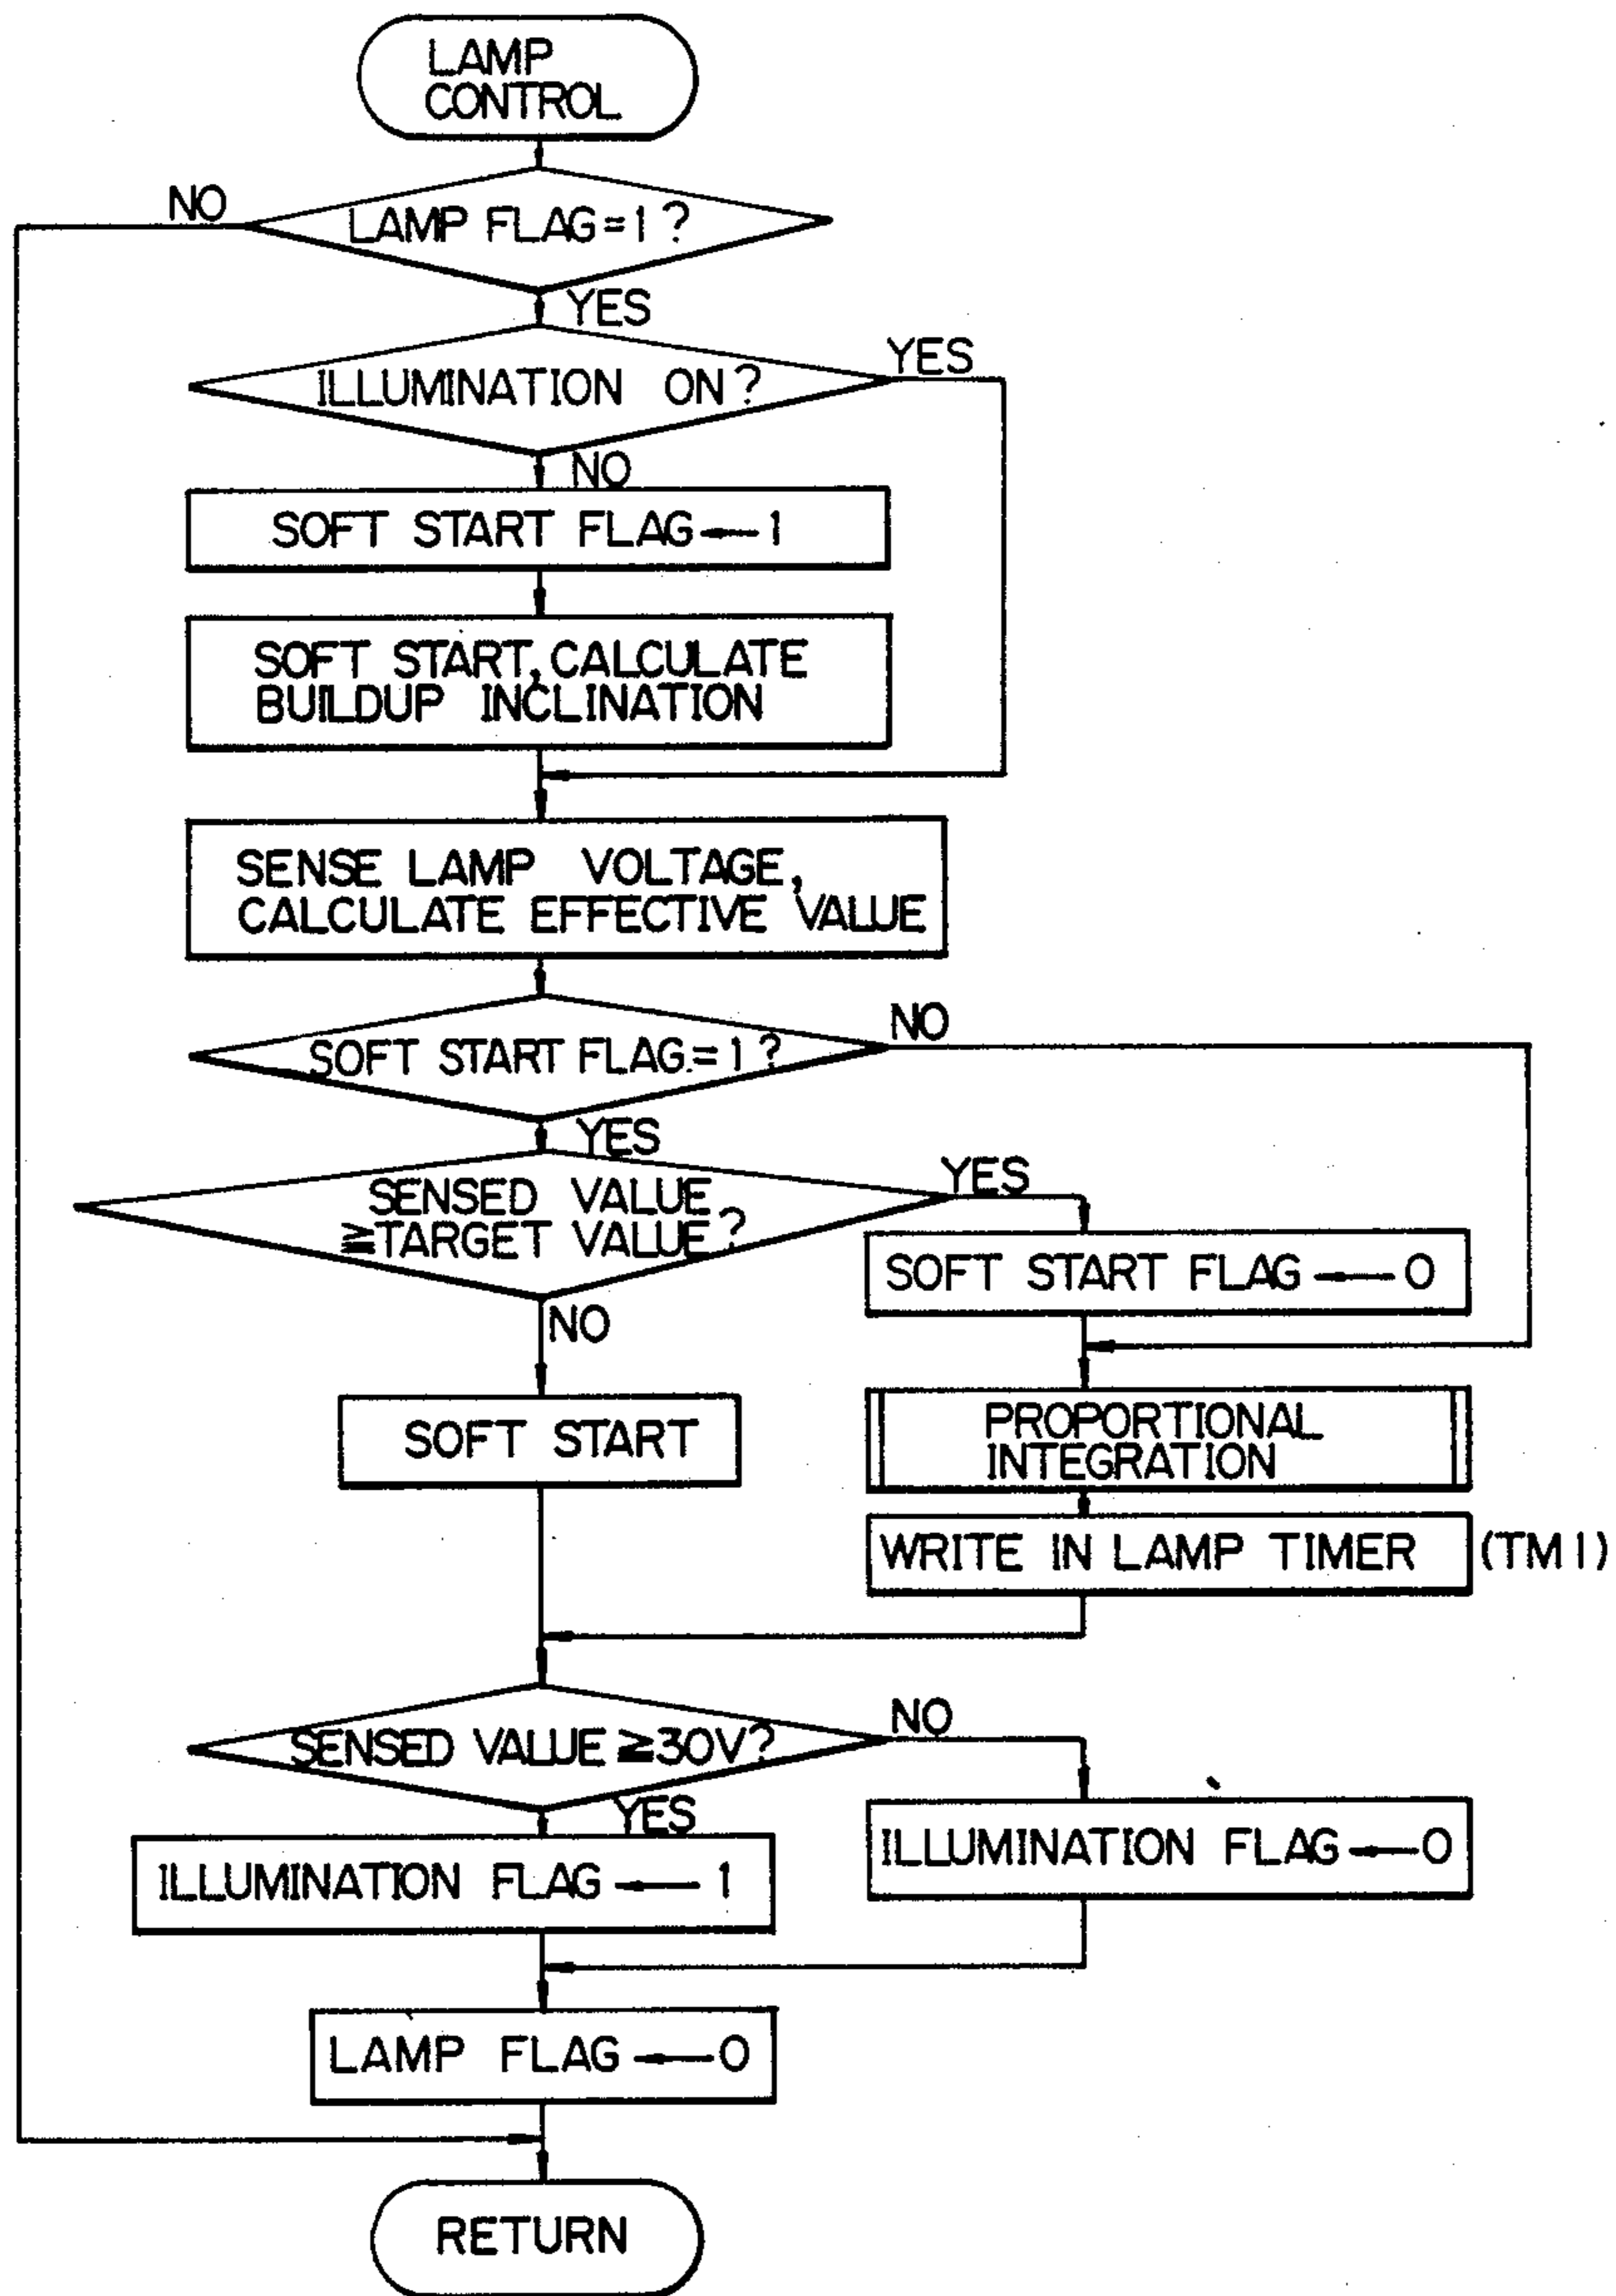 LAMP
CONTROL
NO
LAMP FLAG=1?
YES
YES
ILLUMINATION ON?
NO
SOFT START FLAG←1
SOFT START, CALCULATE
BUILDUP INCLINATION
SENSE LAMP VOLTAGE,
CALCULATE EFFECTIVE VALUE
NO
SOFT START FLAG=1?
YES
YES
SENSED VALUE
≧TARGET VALUE?
SOFT START FLAG←0
NO
SOFT START
PROPORTIONAL
INTEGRATION
WRITE IN LAMP TIMER (TM1)
NO
SENSED VALUE≧30V?
YES
ILLUMINATION FLAG←0
ILLUMINATION FLAG←1
LAMP FLAG←0
RETURN